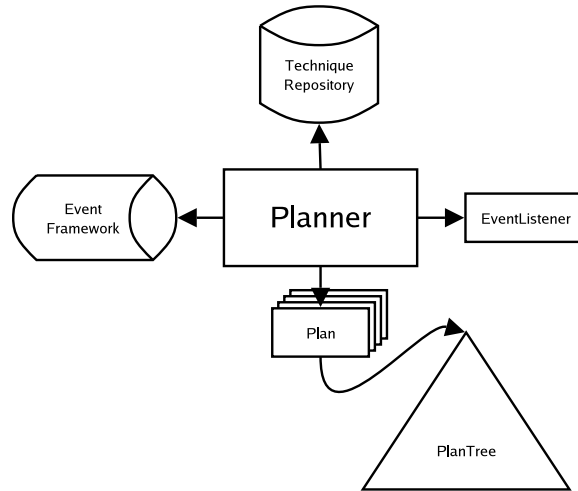 Technique
Repository
Event
Framework
Planner
EventListener
Plan
PlanTree